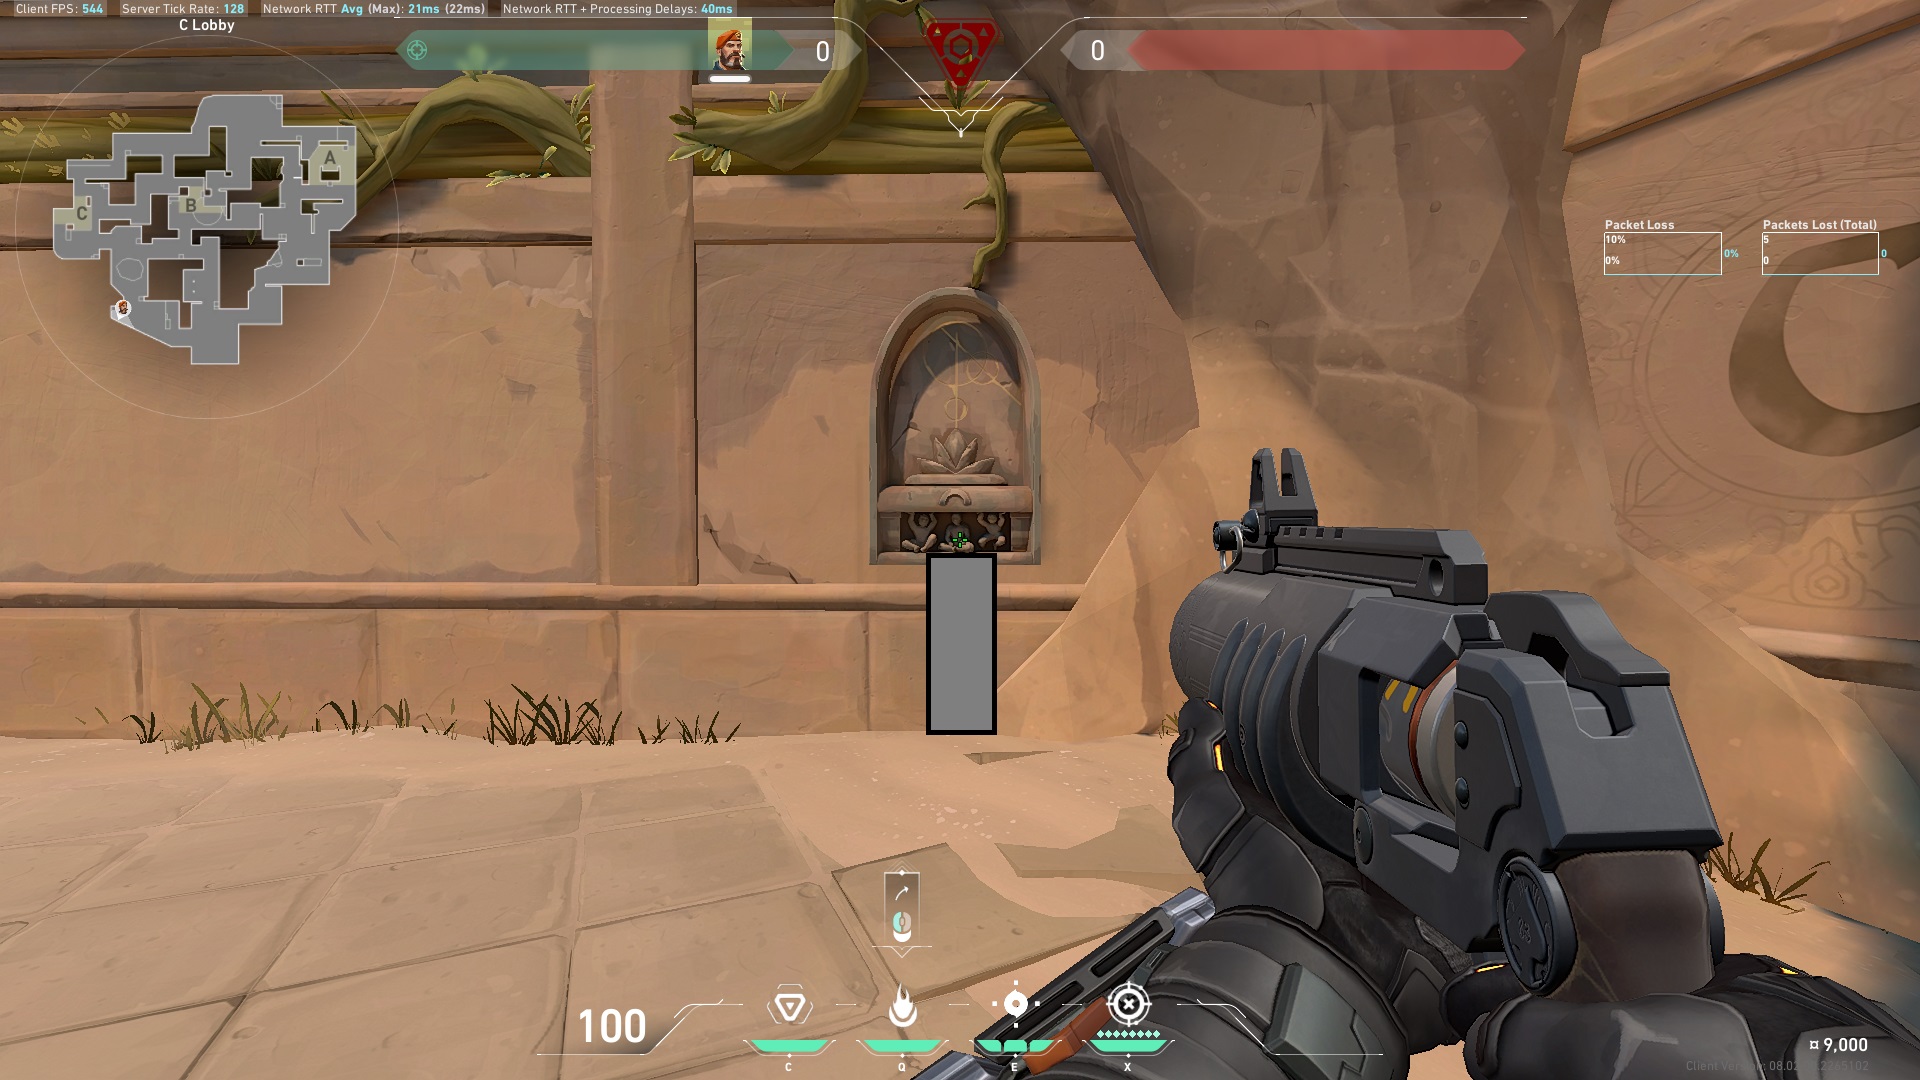 Client FPS: 544 Server Tick Rate: 128 Network RTT Avg (Max): 21ms (22ms) Network RTT + Processing Delays: 40ms
C Lobby
0 0
A
B
C
Packet Loss Packets Lost (Total)
10% 5
0% 0% 0 0
100
¤ 9,000
C Q E X